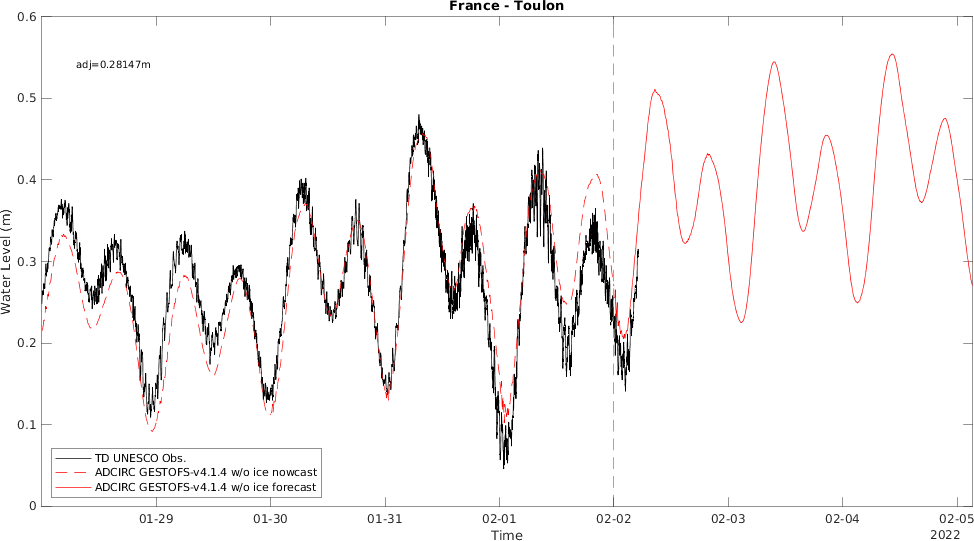 France - Toulon
adj=0.28147m
Water Level (m)
0.6
0.5
0.4
0.3
0.2
0.1
0
TD UNESCO Obs.
ADCIRC GESTOFS-v4.1.4 w/o ice nowcast
ADCIRC GESTOFS-v4.1.4 w/o ice forecast
01-29 01-30 01-31 02-01 02-02 02-03 02-04 02-05
Time
2022